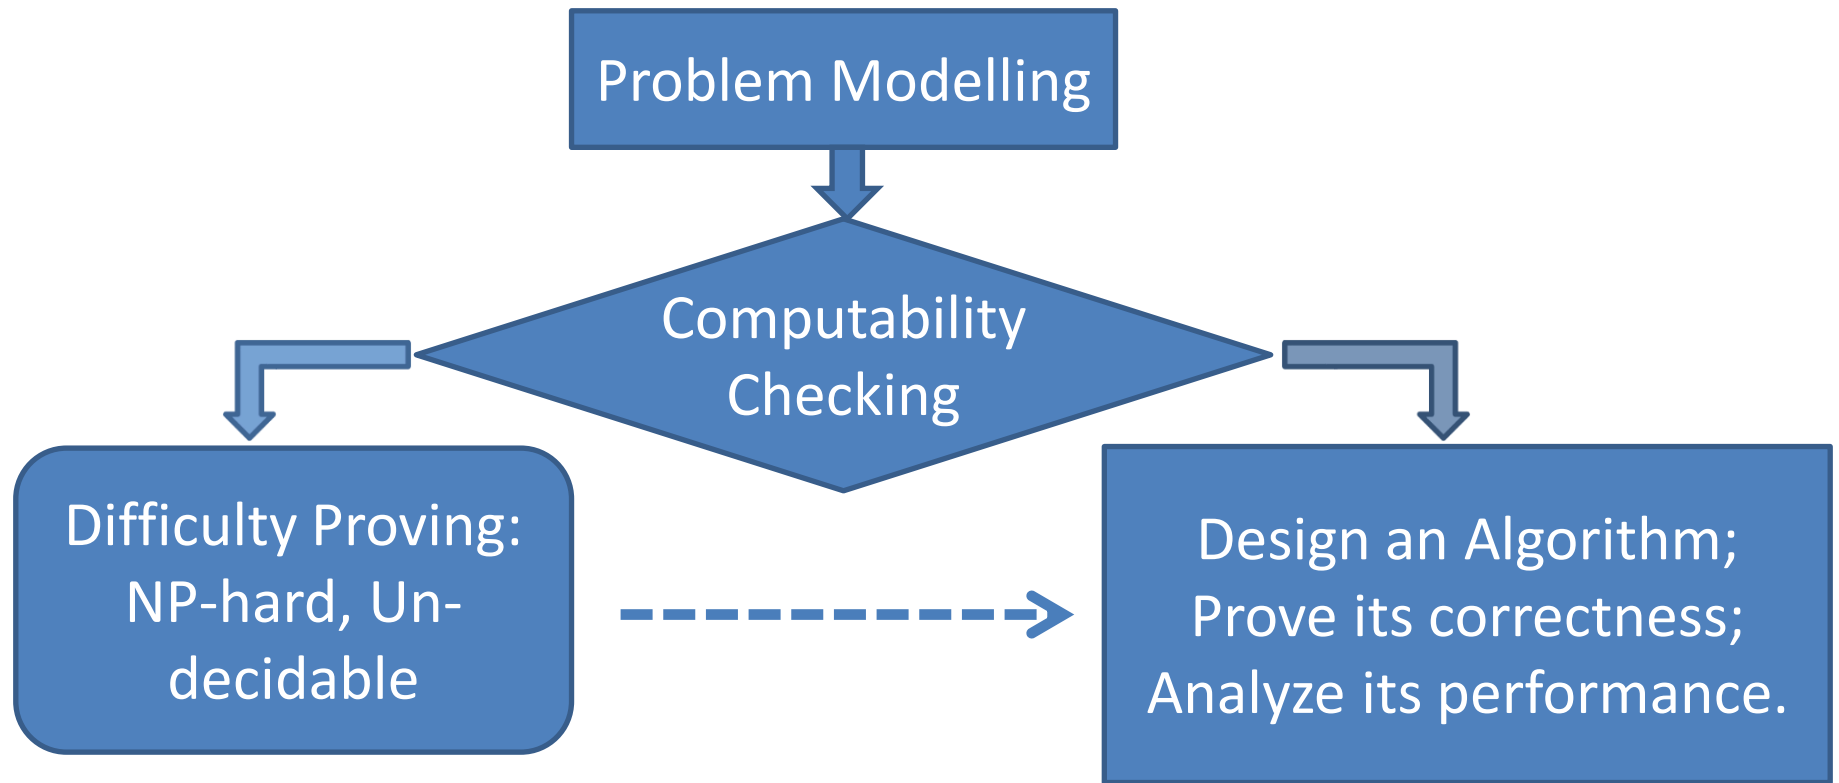 Problem Modelling
Computability
Checking
Difficulty Proving:
NP-hard, Un-
decidable
Design an Algorithm;
Prove its correctness;
Analyze its performance.